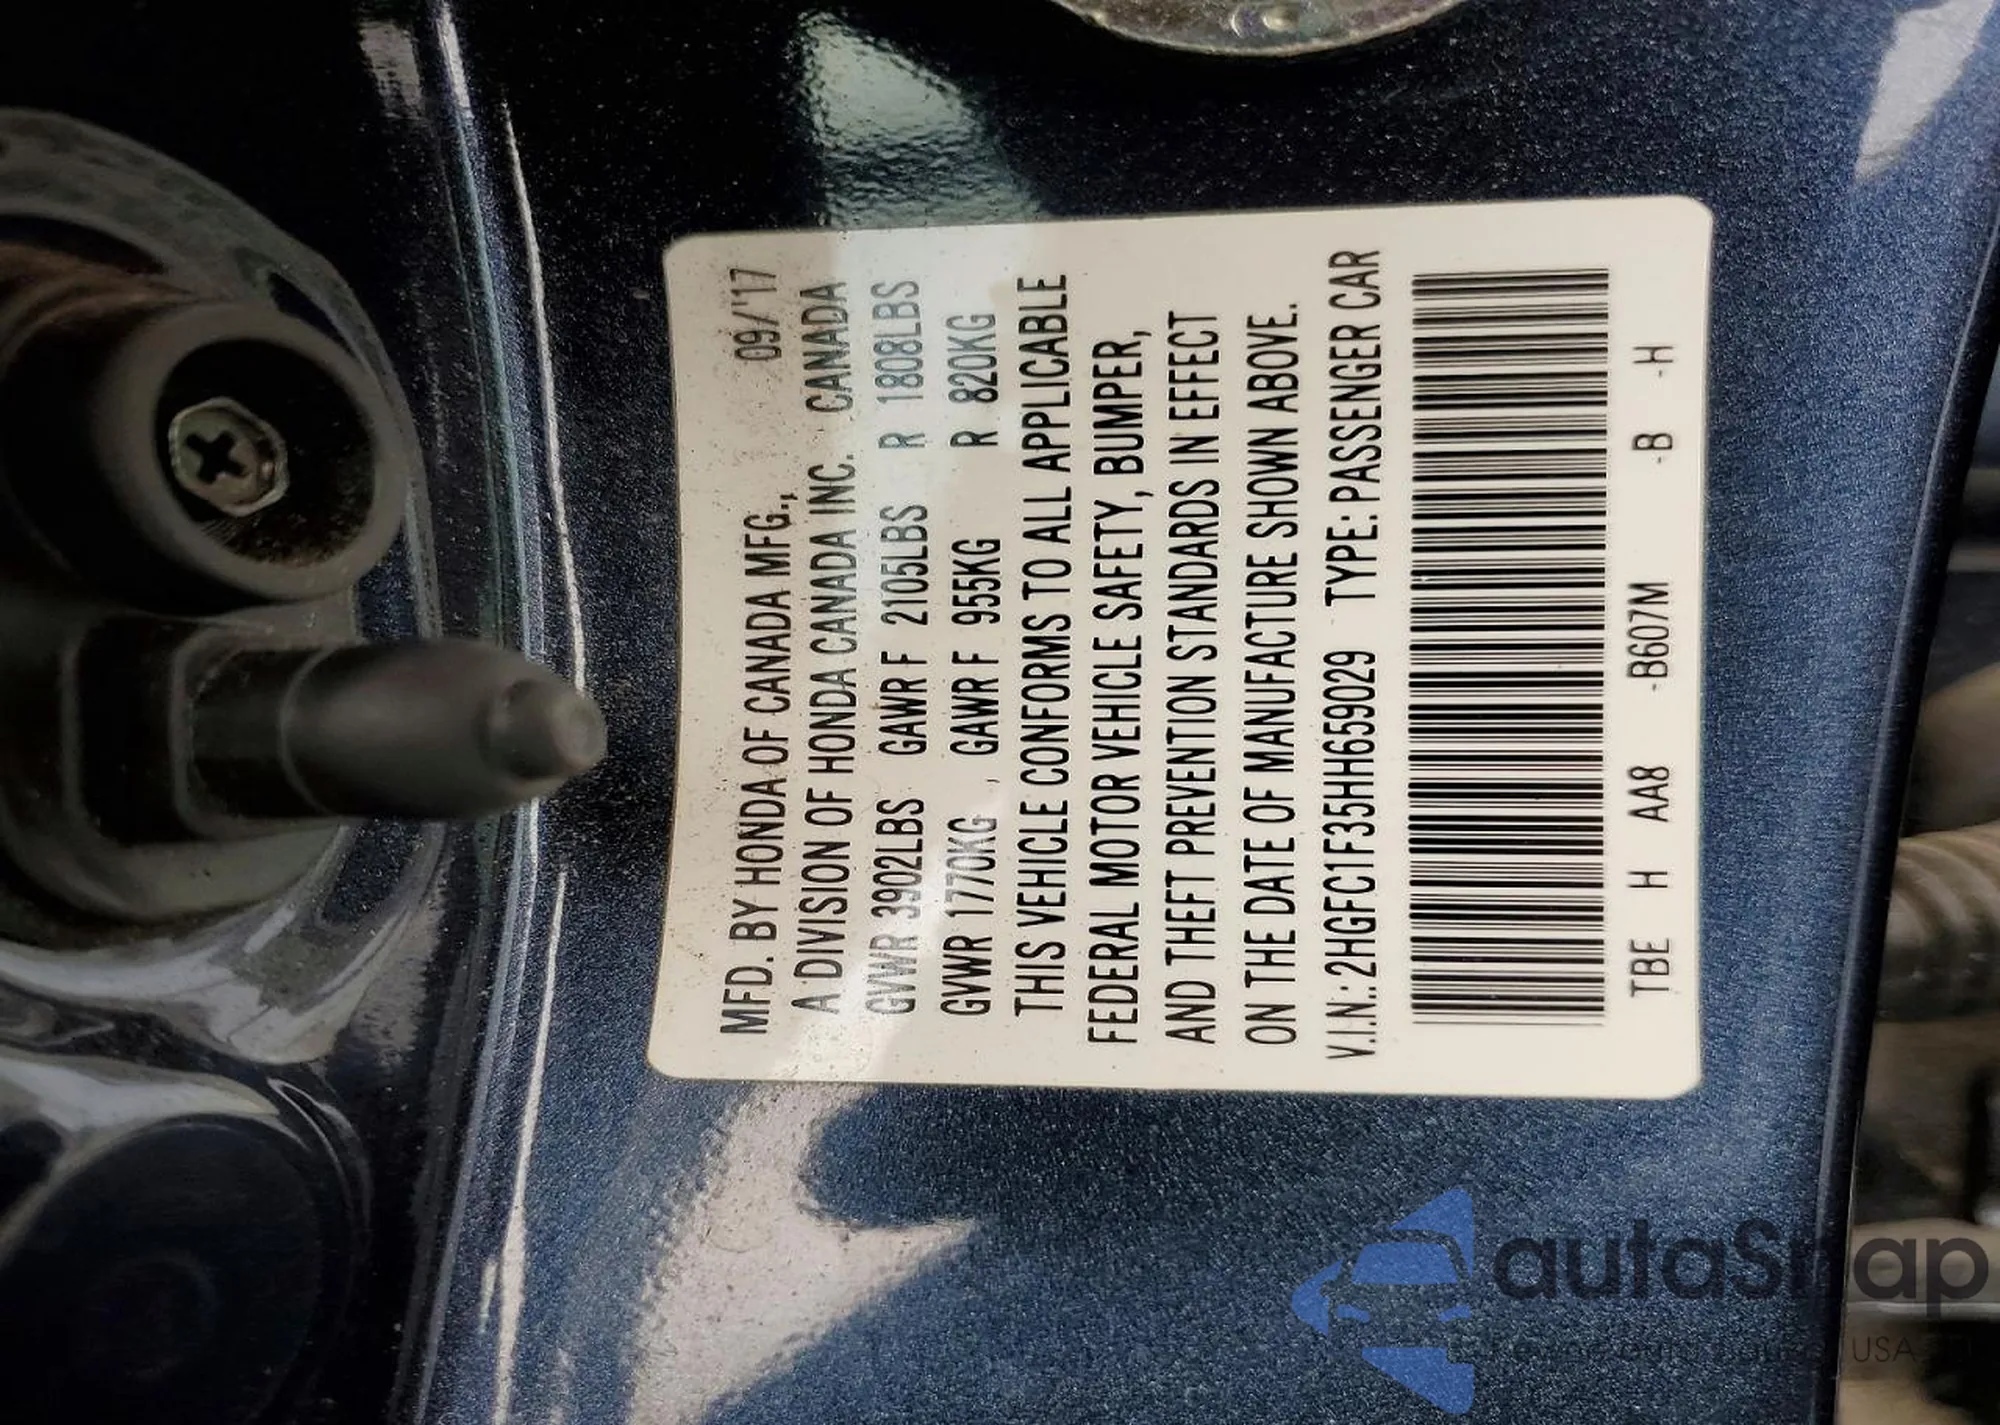 MFD. BY HONDA OF CANADA MFG., 09/'17
A DIVISION OF HONDA CANADA INC. CANADA
GVWR 3902LBS GAWR F 2105LBS R 1808LBS
GVWR 1770KG , GAWR F 955KG R 820KG
THIS VEHICLE CONFORMS TO ALL APPLICABLE
FEDERAL MOTOR VEHICLE SAFETY, BUMPER,
AND THEFT PREVENTION STANDARDS IN EFFECT
ON THE DATE OF MANUFACTURE SHOWN ABOVE.
V.I.N.:2HGFC1F35HH659029 TYPE: PASSENGER CAR
TBE H AA8 -B607M -B -H
autaSnap
USA